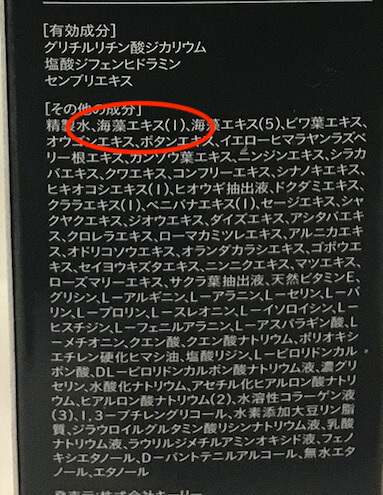 [有効成分]
グリチルリチン酸ジカリウム
塩酸ジフェンヒドラミン
センブリエキス
[その他の成分]
精製水、海藻エキス(1)、海藻エキス(5)、ビワ葉エキス、
オウゴンエキス、ボタンエキス、イエローヒマラヤンラズベ
リー根エキス、カンゾウ葉エキス、ニンジンエキス、シラカ
バエキス、クワエキス、コンフリーエキス、シナノキエキス、
ヒキオコシエキス(1)、ヒオウギ抽出液、ドクダミエキス、
クララエキス(1)、ベニバナエキス(1)、セージエキス、シャ
クヤクエキス、ジオウエキス、ダイズエキス、アシタバエキ
ス、クロレラエキス、ローマカミツレエキス、アルニカエキ
ス、オドリコソウエキス、オランダカラシエキス、ゴボウエ
キス、セイヨウキズタエキス、ニンニクエキス、マツエキス、
ローズマリーエキス、サクラ葉抽出液、天然ビタミンE、
グリシン、L−アルギニン、L−アラニン、L−セリン、L−バ
リン、L−プロリン、L−スレオニン、L−イソロイシン、L−
ヒスチジン、L−フェニルアラニン、L−アスパラギン酸、L
−メチオニン、クエン酸、クエン酸ナトリウム、ポリオキシ
エチレン硬化ヒマシ油、塩酸リジン、L−ピロリドンカル
ボン酸、DL−ピロリドンカルボン酸ナトリウム液、濃グリ
セリン、水酸化ナトリウム、アセチル化ヒアルロン酸ナトリ
ウム、ヒアルロン酸ナトリウム(2)、水溶性コラーゲン液
(3)、1,3−ブチレングリコール、水素添加大豆リン脂
質、ジラウロイルグルタミン酸リシンナトリウム液、乳酸
ナトリウム液、ラウリルジメチルアミンオキシド液、フェノ
キシエタノール、D−パントテニルアルコール、無水エタ
ノール、エタノール
発売元:株式会社キーリー